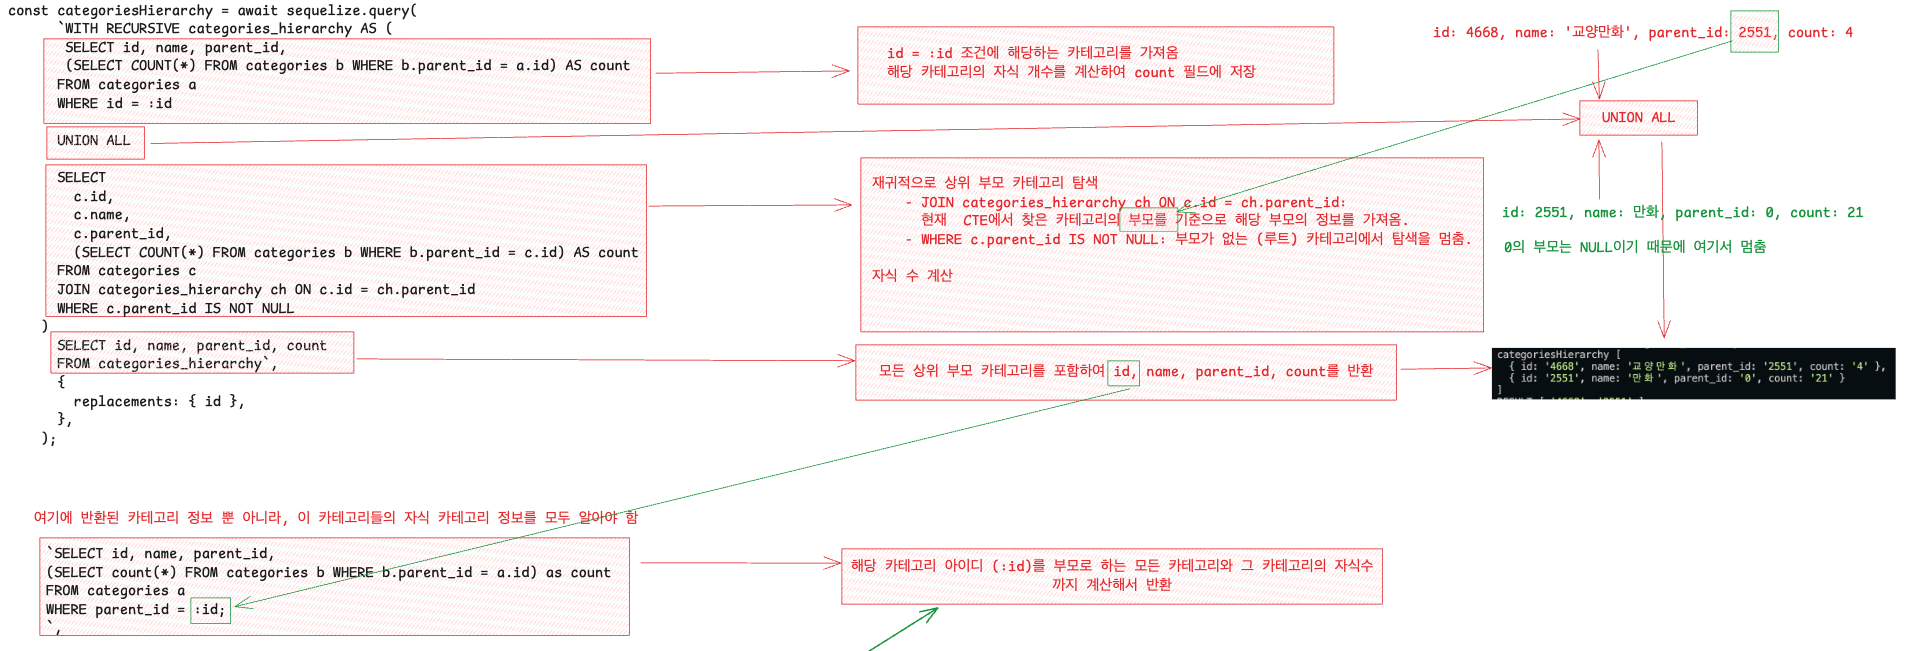 const categoriesHierarchy = await sequelize.query(
`WITH RECURSIVE categories_hierarchy AS (
SELECT id, name, parent_id,
(SELECT COUNT(*) FROM categories b WHERE b.parent_id = a.id) AS count
FROM categories a
WHERE id = :id
UNION ALL
SELECT
c.id,
c.name,
c.parent_id,
(SELECT COUNT(*) FROM categories b WHERE b.parent_id = c.id) AS count
FROM categories c
JOIN categories_hierarchy ch ON c.id = ch.parent_id
WHERE c.parent_id IS NOT NULL
)
SELECT id, name, parent_id, count
FROM categories_hierarchy`,
{
replacements: { id },
},
);
id = :id 조건에 해당하는 카테고리를 가져옴
해당 카테고리의 자식 개수를 계산하여 count 필드에 저장
id: 4668, name: '교양만화', parent_id: 2551, count: 4
UNION ALL
재귀적으로 상위 부모 카테고리 탐색
- JOIN categories_hierarchy ch ON c.id = ch.parent_id:
현재 CTE에서 찾은 카테고리의 부모를 기준으로 해당 부모의 정보를 가져옴.
- WHERE c.parent_id IS NOT NULL: 부모가 없는 (루트) 카테고리에서 탐색을 멈춤.
자식 수 계산
id: 2551, name: 만화, parent_id: 0, count: 21
0의 부모는 NULL이기 때문에 여기서 멈춤
모든 상위 부모 카테고리를 포함하여 id, name, parent_id, count를 반환
categoriesHierarchy [
{ id: '4668', name: '교양만화', parent_id: '2551', count: '4' },
{ id: '2551', name: '만화', parent_id: '0', count: '21' }
]
여기에 반환된 카테고리 정보 뿐 아니라, 이 카테고리들의 자식 카테고리 정보를 모두 알아야 함
`SELECT id, name, parent_id,
(SELECT count(*) FROM categories b WHERE b.parent_id = a.id) as count
FROM categories a
WHERE parent_id = :id;
`,
해당 카테고리 아이디 (:id)를 부모로 하는 모든 카테고리와 그 카테고리의 자식수
까지 계산해서 반환